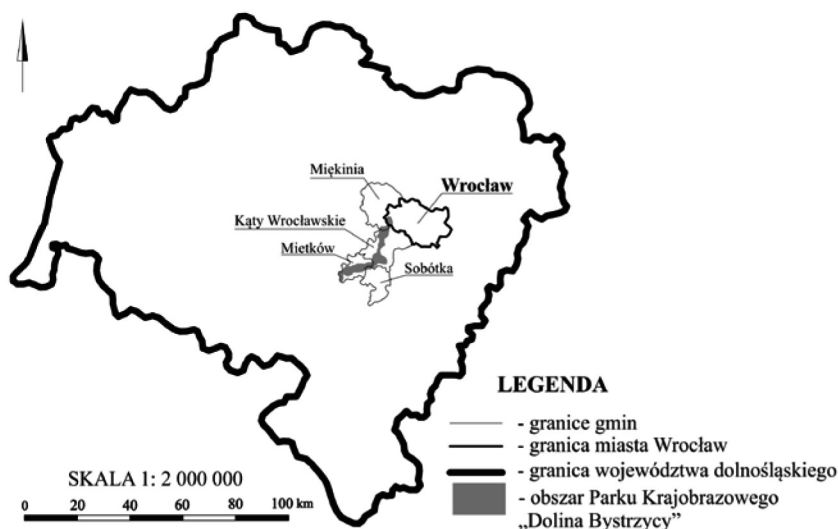 Miękinia
Wrocław
Kąty Wrocławskie
Mietków
Sobótka
LEGENDA
- granice gmin
- granica miasta Wrocław
- granica województwa dolnośląskiego
- obszar Parku Krajobrazowego
„Dolina Bystrzycy”
SKALA 1: 2 000 000
0 20 40 60 80 100 km